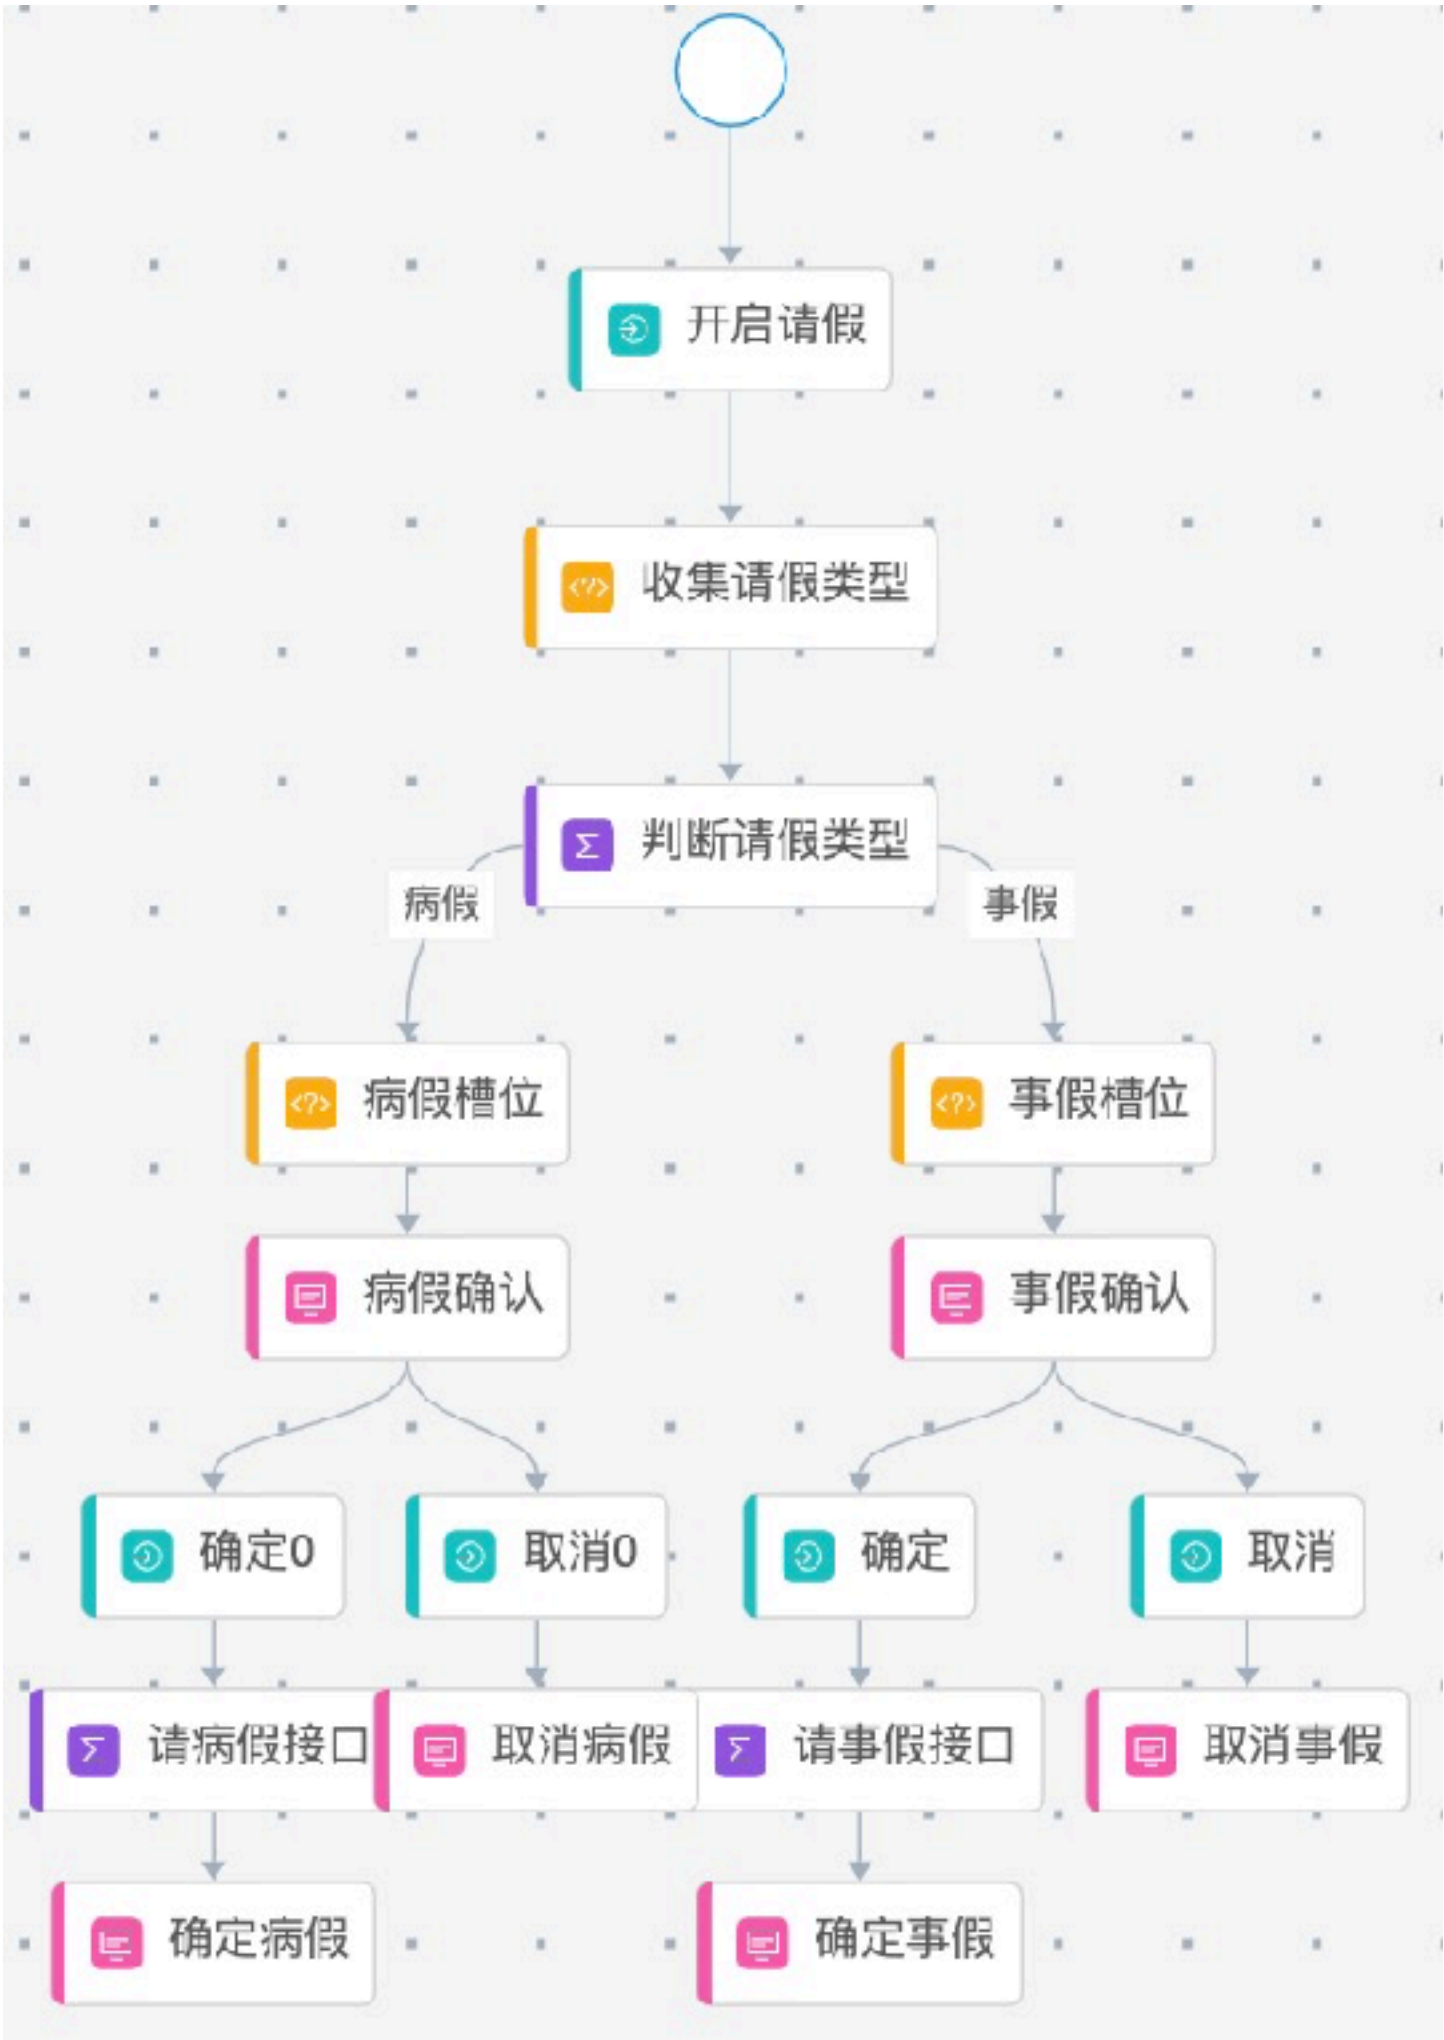 开启请假
收集请假类型
判断请假类型
病假
事假
病假槽位
事假槽位
病假确认
事假确认
确定0
取消0
确定
取消
请病假接口
取消病假
请事假接口
取消事假
确定病假
确定事假